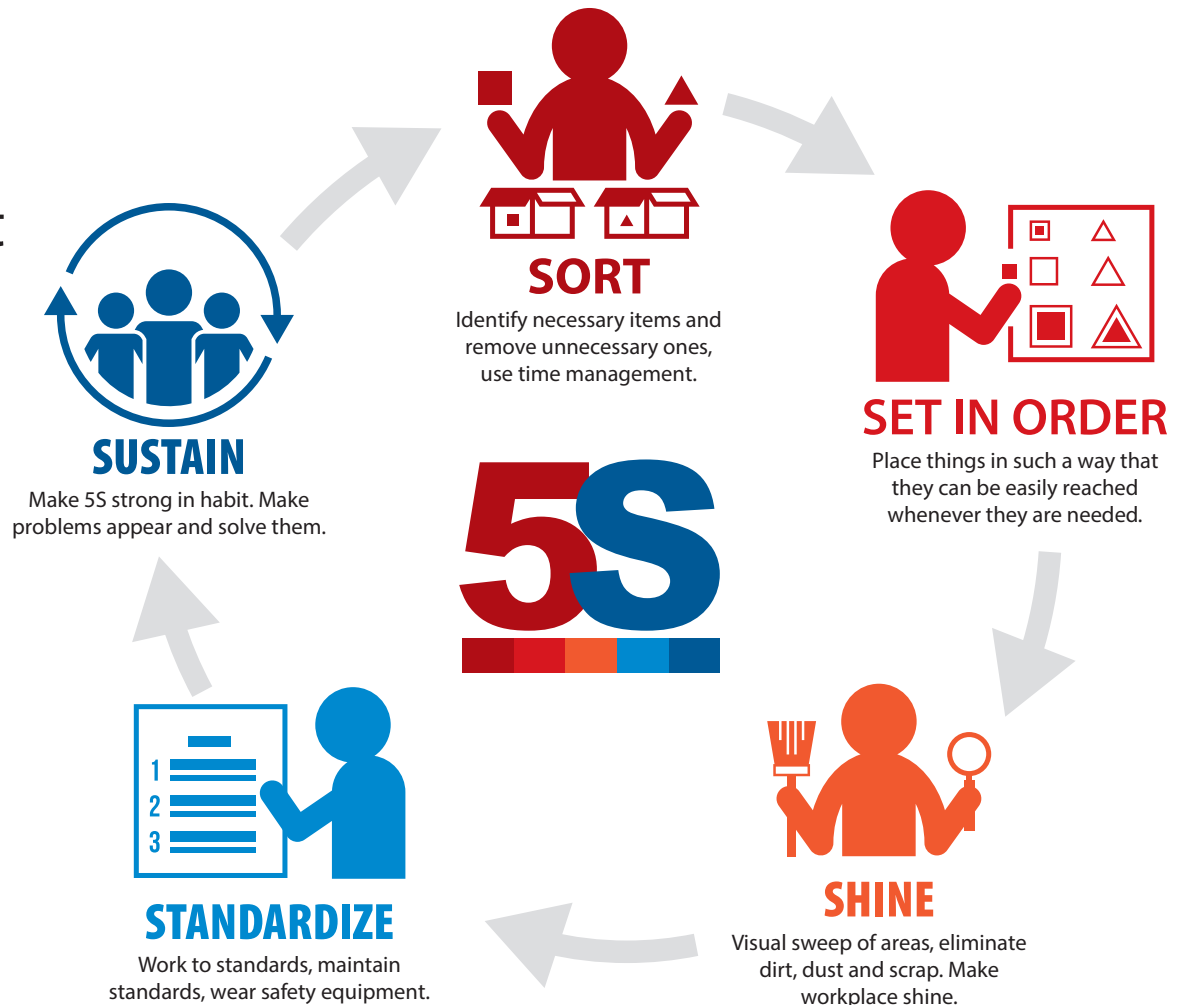 SORT
Identify necessary items and
remove unnecessary ones,
use time management.
SET IN ORDER
Place things in such a way that
they can be easily reached
whenever they are needed.
SHINE
Visual sweep of areas, eliminate
dirt, dust and scrap. Make
workplace shine.
STANDARDIZE
Work to standards, maintain
standards, wear safety equipment.
1
2
3
SUSTAIN
Make 5S strong in habit. Make
problems appear and solve them.
5S